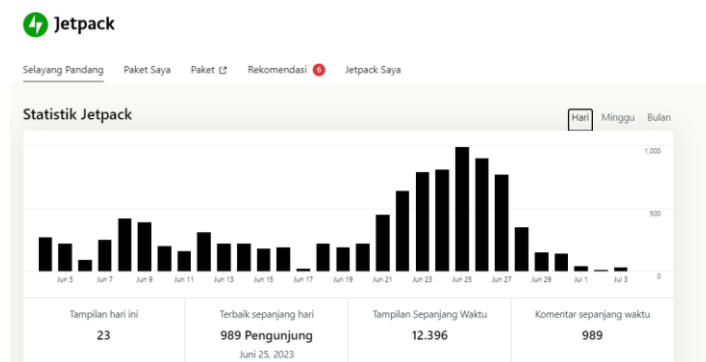 Jetpack
Selayang Pandang Paket Saya Paket Rekomendasi 6 Jetpack Saya
Statistik Jetpack
Hari Minggu Bulan
1,000
500
0
Jun 5 Jun 7 Jun 9 Jun 11 Jun 13 Jun 15 Jun 17 Jun 19 Jun 21 Jun 23 Jun 25 Jun 27 Jun 29 Jul 1 Jul 3
Tampilan hari ini Terbaik sepanjang hari Tampilan Sepanjang Waktu Komentar sepanjang waktu
23 989 Pengunjung 12.396 989
Juni 25, 2023